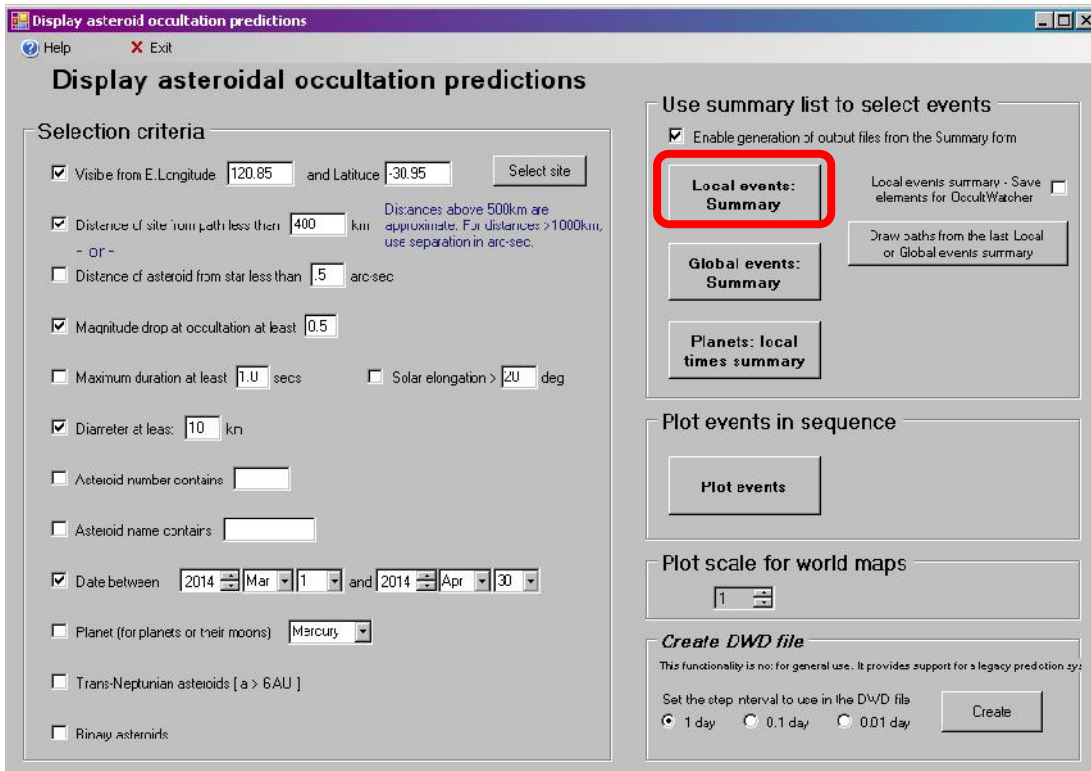 Display asteroid occultation predictions
Help Exit
Display asteroidal occultation predictions
Selection criteria
Visible from E.Longitude 120.85 and Latitude -30.95 Select site
Distance of site from path less than 400 km
Distances above 500km are
approximate. For distances >1000km,
use separation in arc-sec.
- or -
Distance of asteroid from star less than .5 arc-sec
Magnitude drop at occultation at least 0.5
Maximum duration at least 1.0 secs Solar elongation > 20 deg
Diameter at least 10 km
Asteroid number contains
Asteroid name contains
Date between 2014 Mar 1 and 2014 Apr 30
Planet (for planets or their moons) Mercury
Trans-Neptunian asteroids [ a > 6AU ]
Binary asteroids
Use summary list to select events
Enable generation of output files from the Summary form
Local events:
Summary
Local events summary - Save
elements for OccultWatcher
Draw paths from the last Local
or Global events summary
Global events:
Summary
Planets: local
times summary
Plot events in sequence
Plot events
Plot scale for world maps
1
Create DWD file
This functionality is not for general use. It provides support for a legacy prediction sys
Set the step interval to use in the DWD file
1 day 0.1 day 0.01 day Create